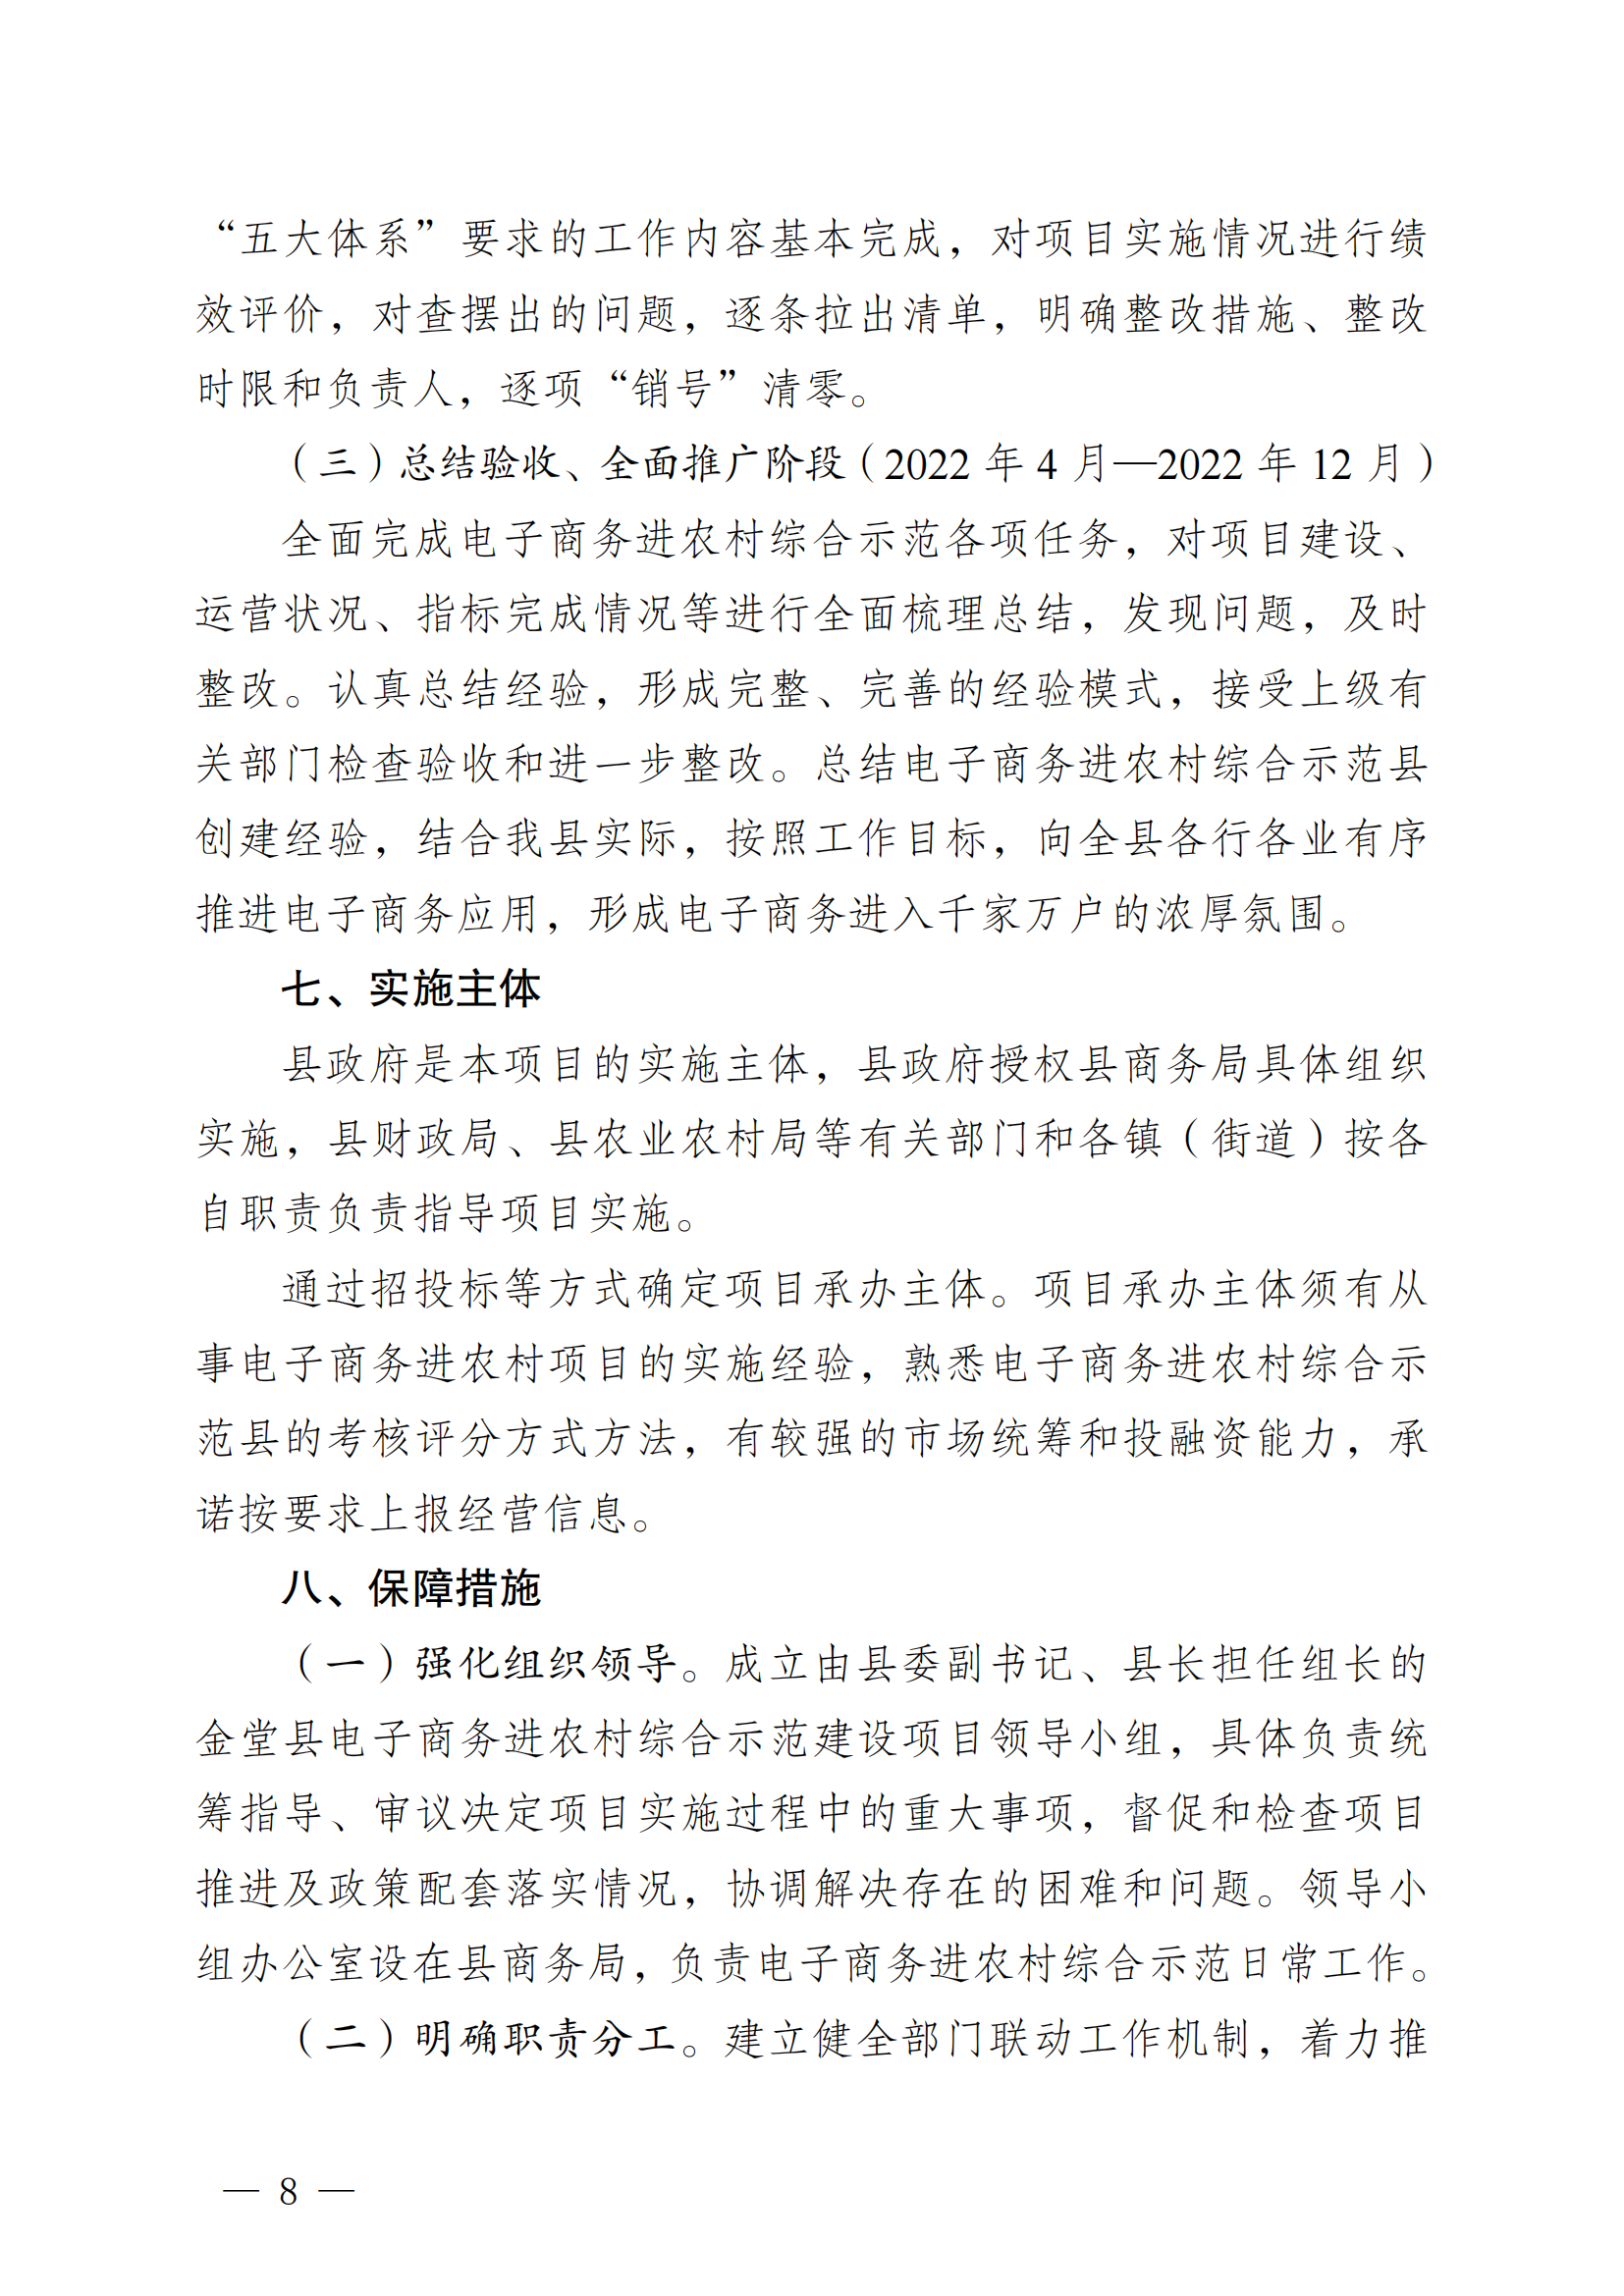 “五大体系”要求的工作内容基本完成，对项目实施情况进行绩
效评价，对查摆出的问题，逐条拉出清单，明确整改措施、整改
时限和负责人，逐项“销号”清零。
（三）总结验收、全面推广阶段（2022 年 4 月—2022 年 12 月）
全面完成电子商务进农村综合示范各项任务，对项目建设、
运营状况、指标完成情况等进行全面梳理总结，发现问题，及时
整改。认真总结经验，形成完整、完善的经验模式，接受上级有
关部门检查验收和进一步整改。总结电子商务进农村综合示范县
创建经验，结合我县实际，按照工作目标，向全县各行各业有序
推进电子商务应用，形成电子商务进入千家万户的浓厚氛围。
七、实施主体
县政府是本项目的实施主体，县政府授权县商务局具体组织
实施，县财政局、县农业农村局等有关部门和各镇（街道）按各
自职责负责指导项目实施。
通过招投标等方式确定项目承办主体。项目承办主体须有从
事电子商务进农村项目的实施经验，熟悉电子商务进农村综合示
范县的考核评分方式方法，有较强的市场统筹和投融资能力，承
诺按要求上报经营信息。
八、保障措施
（一）强化组织领导。成立由县委副书记、县长担任组长的
金堂县电子商务进农村综合示范建设项目领导小组，具体负责统
筹指导、审议决定项目实施过程中的重大事项，督促和检查项目
推进及政策配套落实情况，协调解决存在的困难和问题。领导小
组办公室设在县商务局，负责电子商务进农村综合示范日常工作。
（二）明确职责分工。建立健全部门联动工作机制，着力推
— 8 —